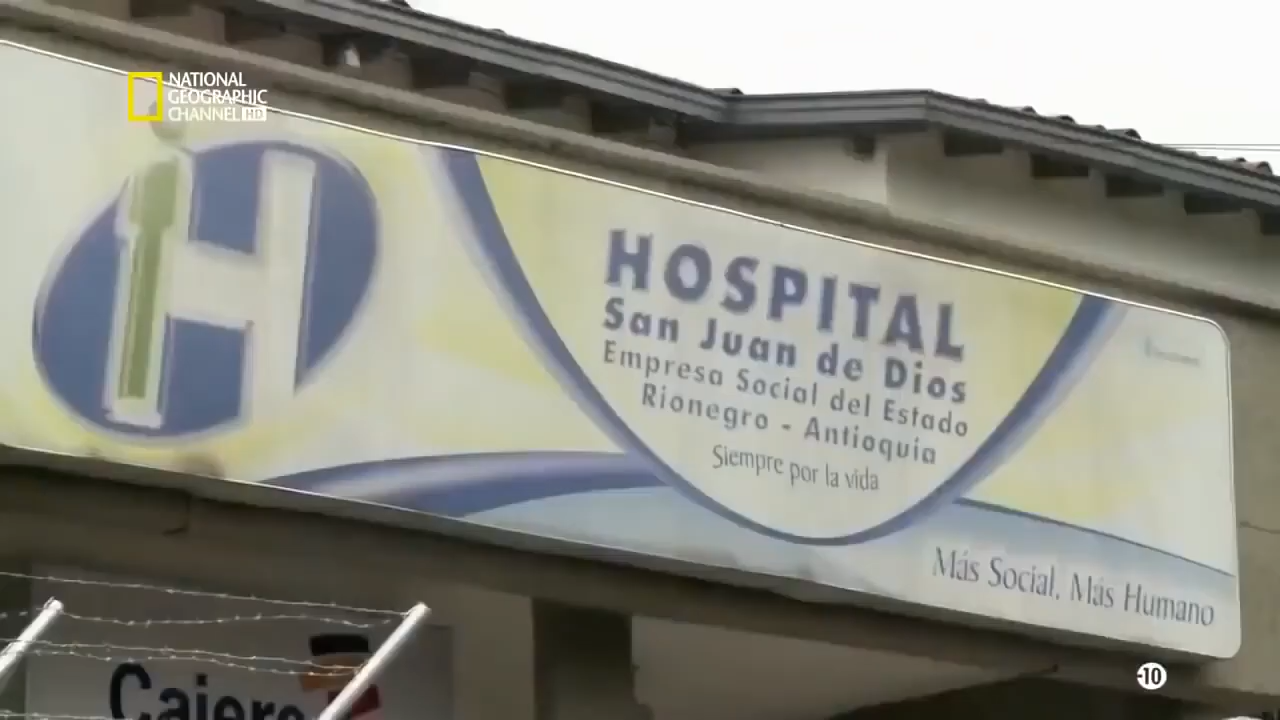 NATIONAL
GEOGRAPHIC
CHANNEL HD
H
HOSPITAL
San Juan de Dios
Empresa Social del Estado
Rionegro - Antioquia
Siempre por la vida
Más Social, Más Humano
Cajero
-10